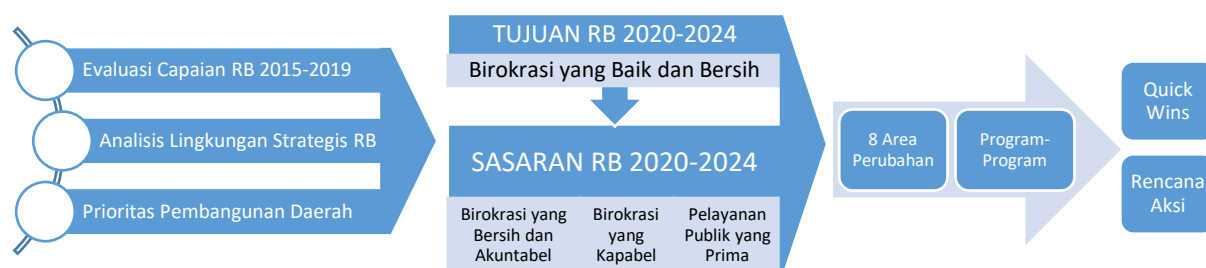 Evaluasi Capaian RB 2015-2019
Analisis Lingkungan Strategis RB
Prioritas Pembangunan Daerah
TUJUAN RB 2020-2024
Birokrasi yang Baik dan Bersih
SASARAN RB 2020-2024
Birokrasi yang
Bersih dan
Akuntabel
Birokrasi
yang
Kapabel
Pelayanan
Publik yang
Prima
8 Area
Perubahan
Program-
Program
Quick
Wins
Rencana
Aksi